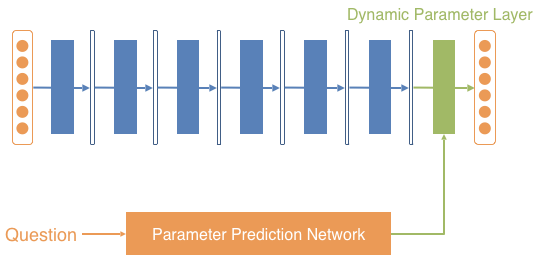 Dynamic Parameter Layer
Question
Parameter Prediction Network